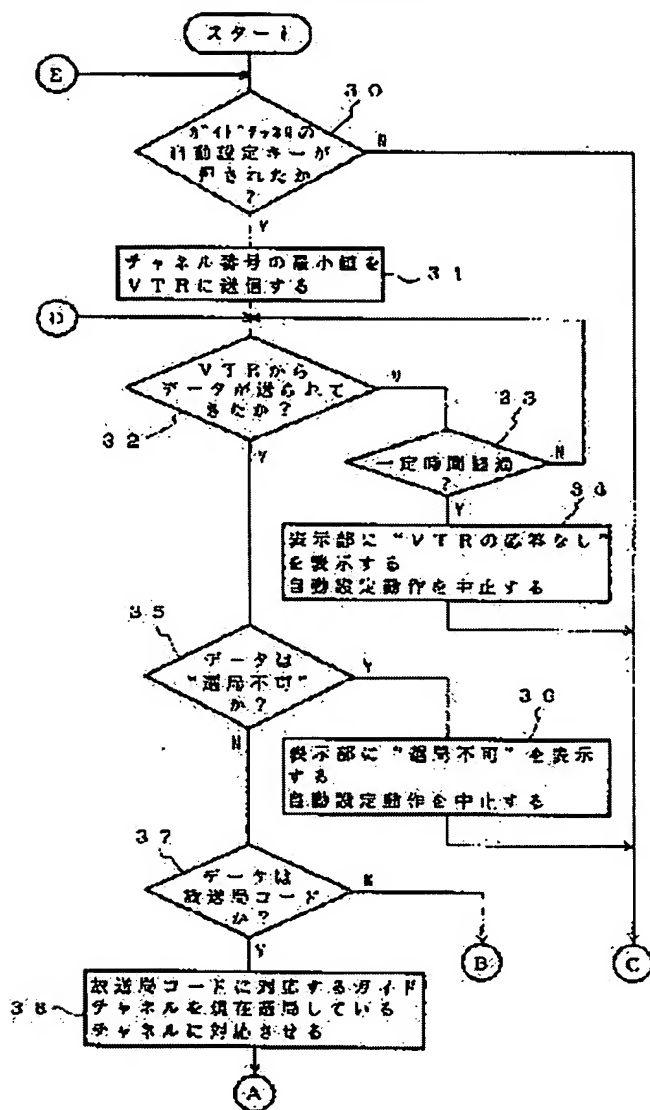 スタート
E
30
ガイドチャネルの
自動設定キーが
押されたか
?
N
Y
チャネル番号の最小値を
VTRに送信する
31
D
VTRから
データが送られて
きたか?
N
32
Y
33
一定時間経過
?
N
Y
34
表示部に“VTRの応答なし”
を表示する
自動設定動作を中止する
35
データは
“選局不可”
か?
Y
N
36
表示部に“選局不可”を表示
する
自動設定動作を中止する
37
データは
放送局コード
か?
N
Y
B
C
38
放送局コードに対応するガイド
チャネルを現在選局している
チャネルに対応させる
A